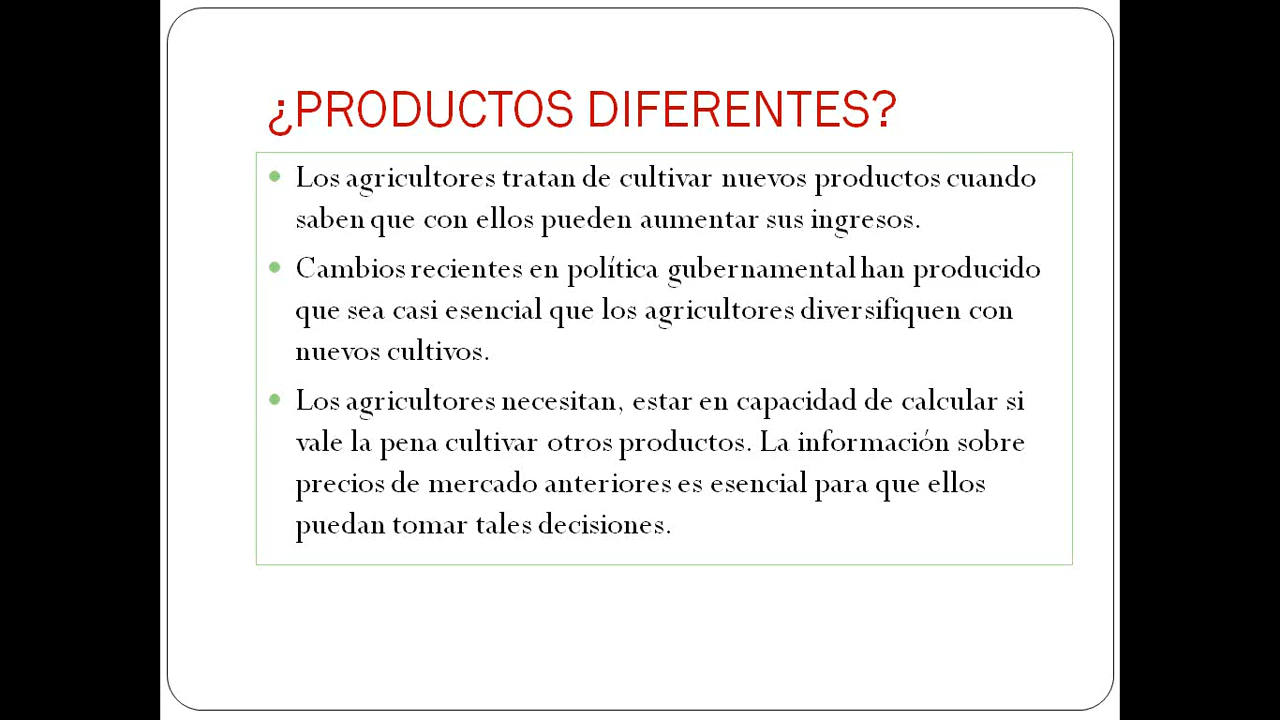 ¿PRODUCTOS DIFERENTES?
Los agricultores tratan de cultivar nuevos productos cuando
saben que con ellos pueden aumentar sus ingresos.
Cambios recientes en política gubernamental han producido
que sea casi esencial que los agricultores diversifiquen con
nuevos cultivos.
Los agricultores necesitan, estar en capacidad de calcular si
vale la pena cultivar otros productos. La información sobre
precios de mercado anteriores es esencial para que ellos
puedan tomar tales decisiones.